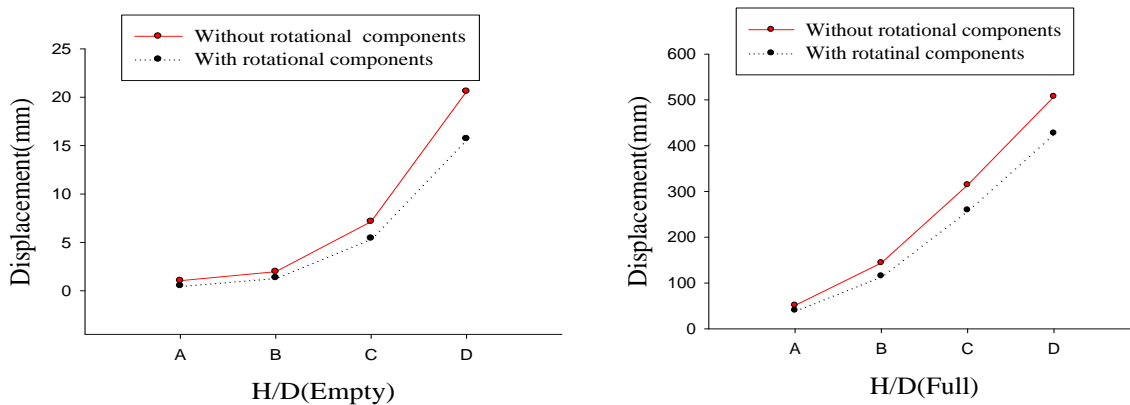 Without rotational components
With rotational components
Displacement(mm)
25
20
15
10
5
0
A B C D
H/D(Empty)
Without rotational components
With rotatinal components
Displacement(mm)
600
500
400
300
200
100
0
A B C D
H/D(Full)